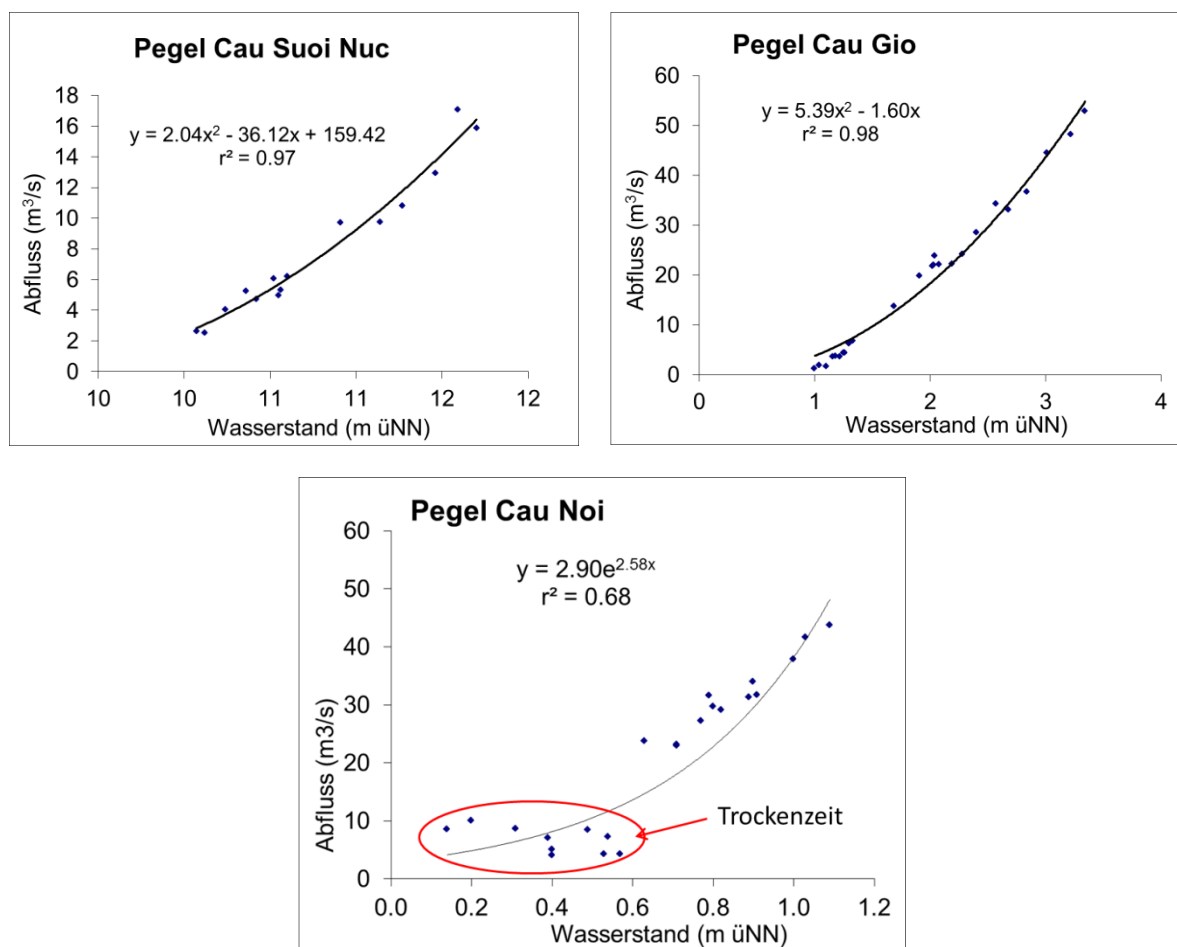 Pegel Cau Suoi Nuc
y = 2.04x² - 36.12x + 159.42
r² = 0.97
Abfluss (m³/s)
18
16
14
12
10
8
6
4
2
0
10 10 11 11 12 12
Wasserstand (m üNN)
Pegel Cau Gio
y = 5.39x² - 1.60x
r² = 0.98
Abfluss (m³/s)
60
50
40
30
20
10
0
0 1 2 3 4
Wasserstand (m üNN)
Pegel Cau Noi
y = 2.90e^2.58x
r² = 0.68
Abfluss (m3/s)
60
50
40
30
20
10
0
Trockenzeit
0.0 0.2 0.4 0.6 0.8 1.0 1.2
Wasserstand (m üNN)